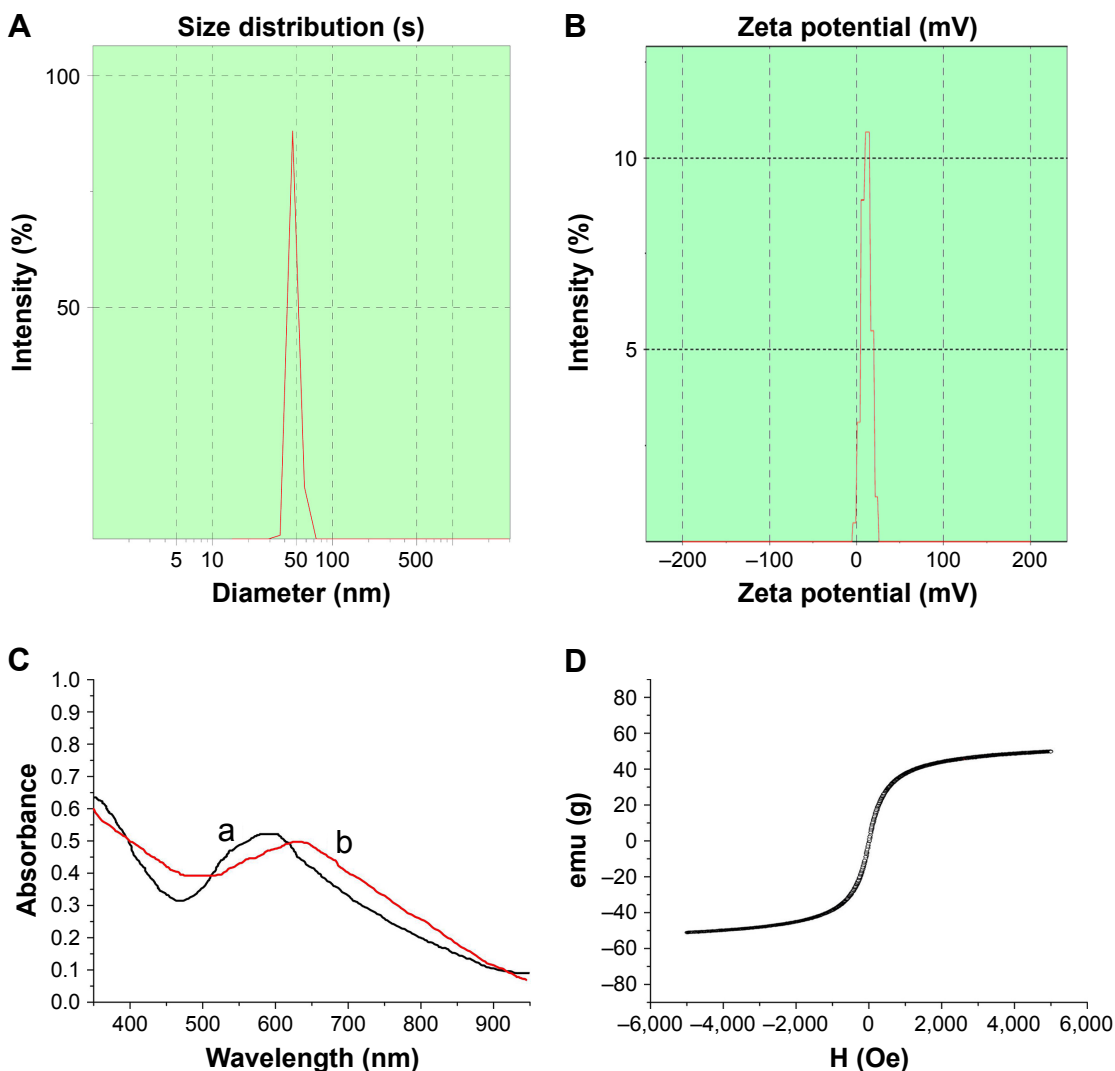 A
Size distribution (s)
100
50
Intensity (%)
5 10 50 100 500
Diameter (nm)
B
Zeta potential (mV)
10
5
Intensity (%)
−200 −100 0 100 200
Zeta potential (mV)
C
1.0
0.9
0.8
0.7
0.6
0.5
0.4
0.3
0.2
0.1
0.0
Absorbance
a
b
400 500 600 700 800 900
Wavelength (nm)
D
80
60
40
20
0
−20
−40
−60
−80
emu (g)
−6,000 −4,000 −2,000 0 2,000 4,000 6,000
H (Oe)